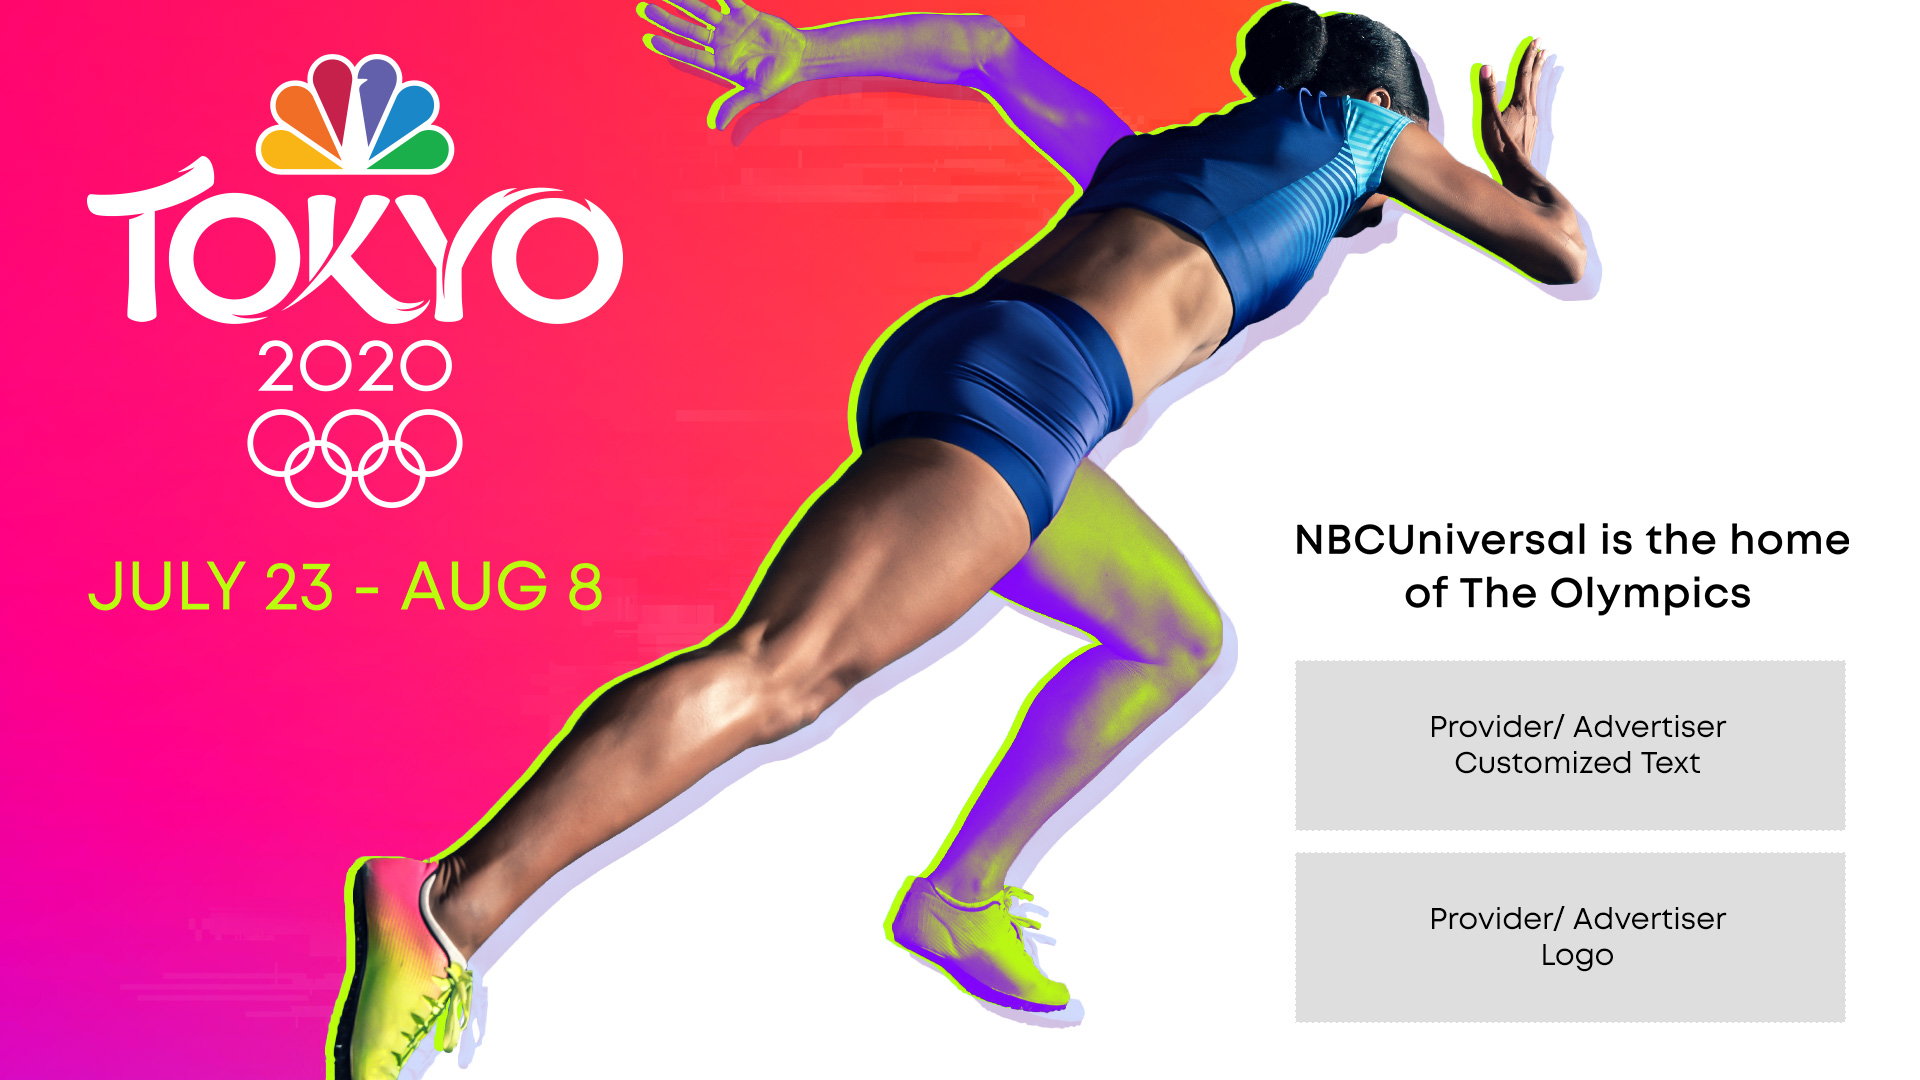 TOKYO
2020
JULY 23 - AUG 8
NBCUniversal is the home
of The Olympics
Provider/ Advertiser
Customized Text
Provider/ Advertiser
Logo